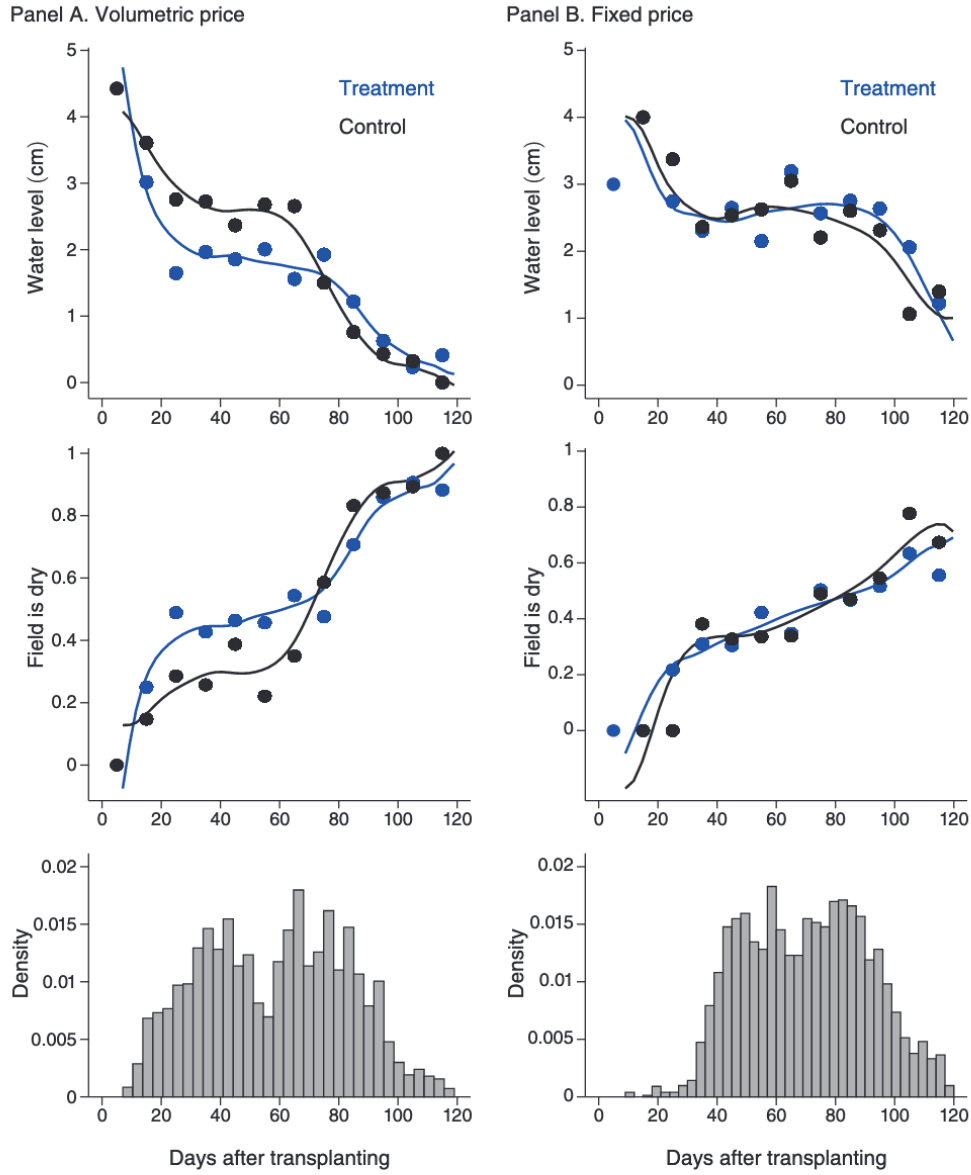 Panel A. Volumetric price
Panel B. Fixed price
5
4
3
2
1
0
Water level (cm)
Treatment
Control
0 20 40 60 80 100 120
5
4
3
2
1
0
Water level (cm)
Treatment
Control
0 20 40 60 80 100 120
1
0.8
0.6
0.4
0.2
0
Field is dry
0 20 40 60 80 100 120
1
0.8
0.6
0.4
0.2
0
Field is dry
0 20 40 60 80 100 120
0.02
0.015
0.01
0.005
0
Density
0 20 40 60 80 100 120
Days after transplanting
0.02
0.015
0.01
0.005
0
Density
0 20 40 60 80 100 120
Days after transplanting